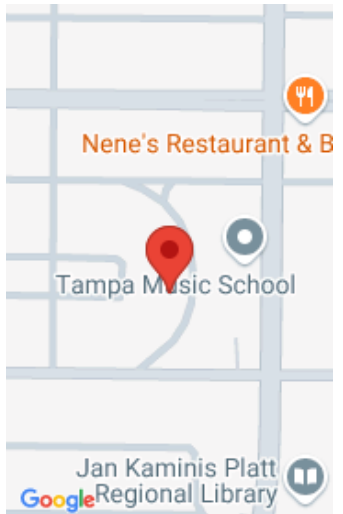 Nene's Restaurant & B
Tampa Music School
Jan Kaminis Platt
Regional Library
Google